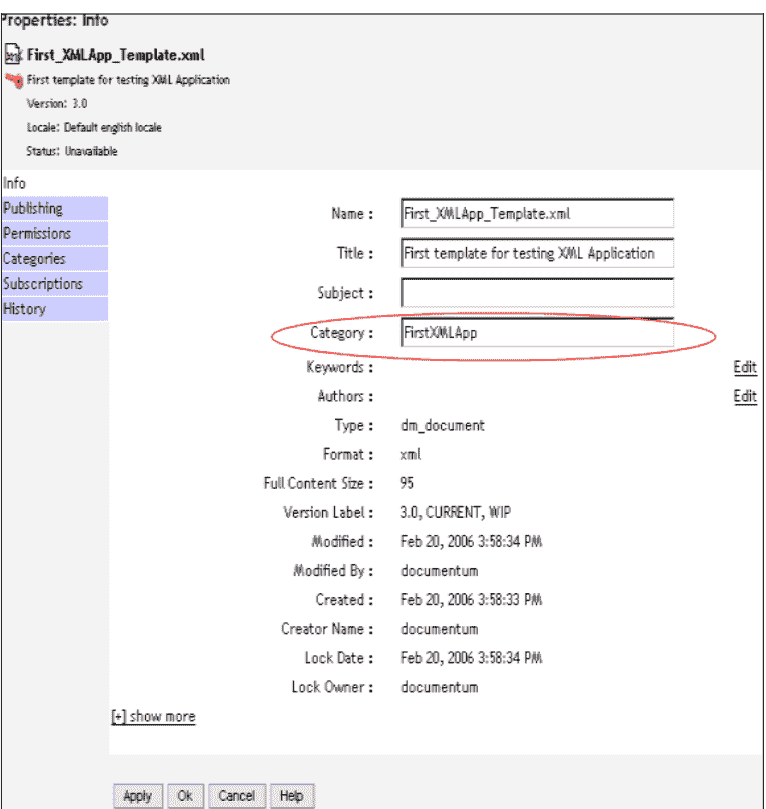 Properties: Info
First_XMLApp_Template.xml
First template for testing XML Application
Version: 3.0
Locale: Default english locale
Status: Unavailable
Info
Publishing
Permissions
Categories
Subscriptions
History
Name : First_XMLApp_Template.xml
Title : First template for testing XML Application
Subject :
Category : FirstXMLApp
Keywords : Edit
Authors : Edit
Type : dm_document
Format : xml
Full Content Size : 95
Version Label : 3.0, CURRENT, WIP
Modified : Feb 20, 2006 3:58:34 PM
Modified By : documentum
Created : Feb 20, 2006 3:58:33 PM
Creator Name : documentum
Lock Date : Feb 20, 2006 3:58:34 PM
Lock Owner : documentum
[+] show more
Apply Ok Cancel Help